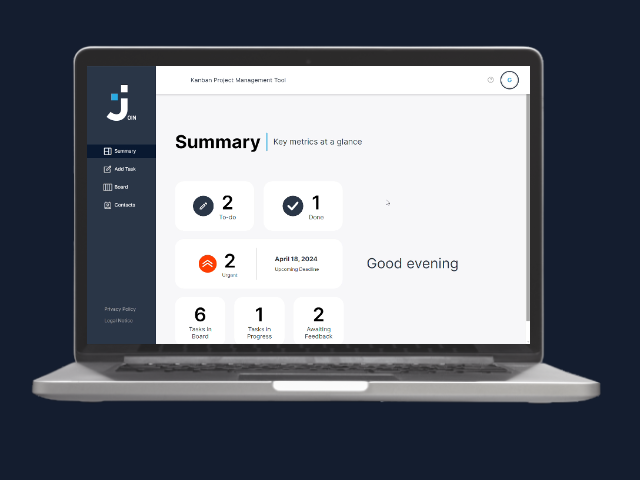 Kanban Project Management Tool
G
j
OIN
Summary
Add Task
Board
Contacts
Privacy Policy
Legal Notice
Summary
Key metrics at a glance
2
To-do
1
Done
2
Urgent
April 18, 2024
Upcoming Deadline
Good evening
6
Tasks in
Board
1
Tasks in
Progress
2
Awaiting
Feedback